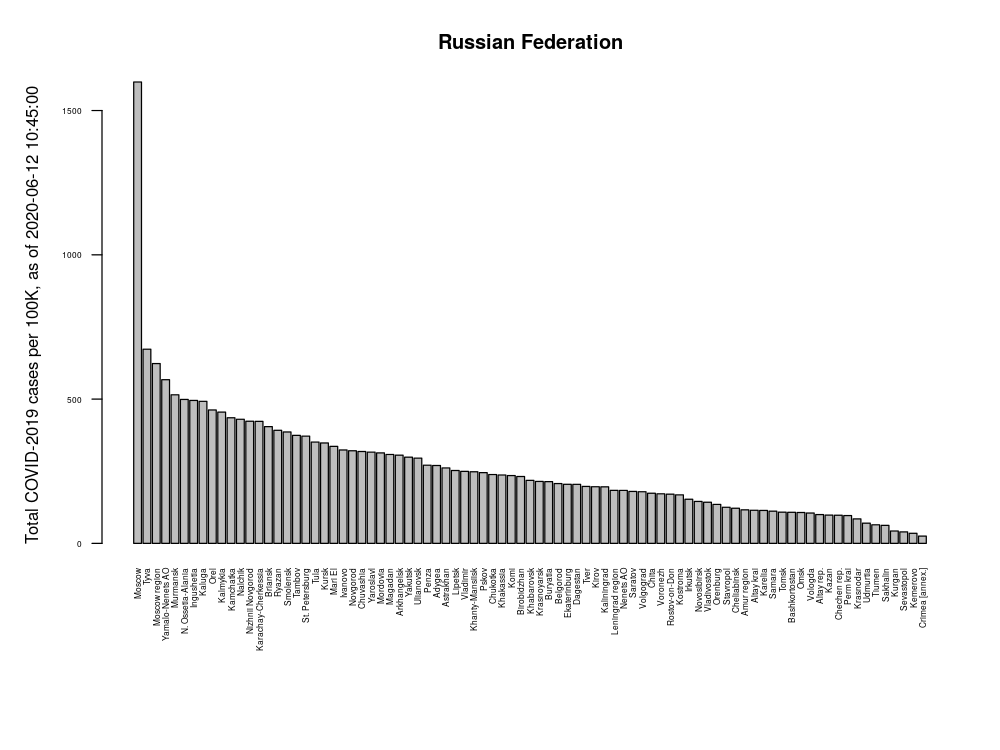 Russian Federation
Total COVID-2019 cases per 100K, as of 2020-06-12 10:45:00
1500
1000
500
0
Moscow
Tyva
Moscow region
Yamalo-Nenets AO
Murmansk
N. Ossetia-Alania
Ingushetia
Kaluga
Orel
Kalmykia
Kamchatka
Nalchik
Nizhnii Novgorod
Karachay-Cherkessia
Briansk
Ryazan
Smolensk
Tambov
St. Petersburg
Tula
Kursk
Mari El
Ivanovo
Novgorod
Chuvashia
Yaroslavl
Mordovia
Magadan
Arkhangelsk
Yakutsk
Ulianovsk
Penza
Adygea
Astrakhan
Lipetsk
Vladimir
Khanty-Mansiisk
Pskov
Chukotka
Khakassia
Komi
Birobidzhan
Khabarovsk
Krasnoyarsk
Buryatia
Belgorod
Ekaterinburg
Dagestan
Tver
Kirov
Kaliningrad
Leningrad region
Nenets AO
Saratov
Volgograd
Chita
Voronezh
Rostov-on-Don
Kostroma
Irkutsk
Novosibirsk
Vladivostok
Orenburg
Stavropol
Cheliabinsk
Amur region
Altay krai
Karelia
Samara
Tomsk
Bashkortostan
Omsk
Vologda
Altay rep.
Kazan
Chechen rep.
Perm krai
Krasnodar
Udmurtia
Tiumen
Sakhalin
Kurgan
Sevastopol
Kemerovo
Crimea [annex.]